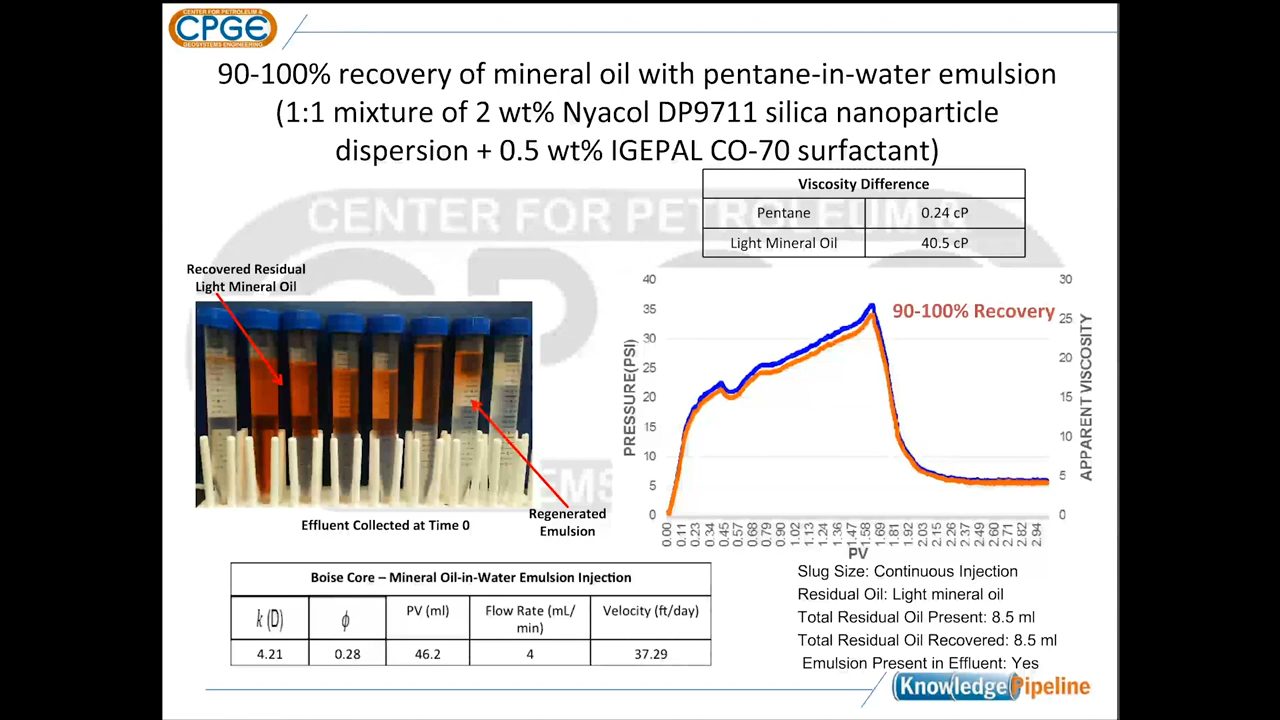 CENTER FOR PETROLEUM &
CPGE
GEOSYSTEMS ENGINEERING
90-100% recovery of mineral oil with pentane-in-water emulsion
(1:1 mixture of 2 wt% Nyacol DP9711 silica nanoparticle
dispersion + 0.5 wt% IGEPAL CO-70 surfactant)
CENTER FOR PETROLEUM &
Viscosity Difference
Pentane 0.24 cP
Light Mineral Oil 40.5 cP
Recovered Residual
Light Mineral Oil
Regenerated
Emulsion
Effluent Collected at Time 0
90-100% Recovery
PRESSURE(PSI)
40
35
30
25
20
15
10
5
0
APPARENT VISCOSITY
30
25
20
15
10
5
0
0.00 0.11 0.23 0.34 0.45 0.57 0.68 0.79 0.90 1.02 1.13 1.24 1.36 1.47 1.58 1.69 1.81 1.92 2.03 2.15 2.26 2.37 2.49 2.60 2.71 2.82 2.94
PV
Boise Core – Mineral Oil-in-Water Emulsion Injection
k (D) ϕ PV (ml) Flow Rate (mL/
min) Velocity (ft/day)
4.21 0.28 46.2 4 37.29
Slug Size: Continuous Injection
Residual Oil: Light mineral oil
Total Residual Oil Present: 8.5 ml
Total Residual Oil Recovered: 8.5 ml
Emulsion Present in Effluent: Yes
Knowledge Pipeline